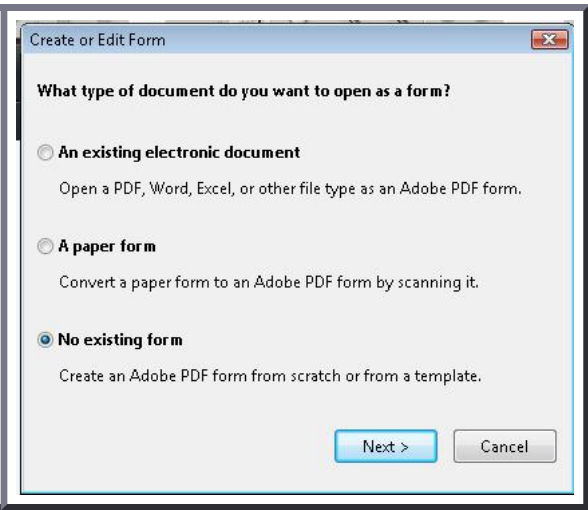 Create or Edit Form
What type of document do you want to open as a form?
An existing electronic document
Open a PDF, Word, Excel, or other file type as an Adobe PDF form.
A paper form
Convert a paper form to an Adobe PDF form by scanning it.
No existing form
Create an Adobe PDF form from scratch or from a template.
Next >
Cancel